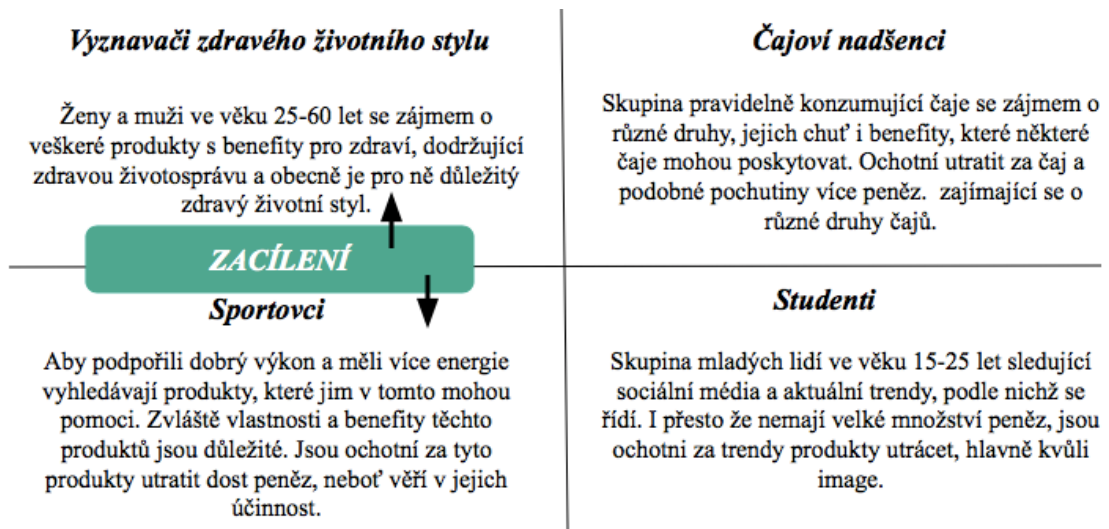 Vyznavači zdravého životního stylu
Ženy a muži ve věku 25-60 let se zájmem o
veškeré produkty s benefity pro zdraví, dodržující
zdravou životosprávu a obecně je pro ně důležitý
zdravý životní styl.
Čajoví nadšenci
Skupina pravidelně konzumující čaje se zájmem o
různé druhy, jejich chuť i benefity, které některé
čaje mohou poskytovat. Ochotní utratit za čaj a
podobné pochutiny více peněz. zajímající se o
různé druhy čajů.
ZACÍLENÍ
Sportovci
Aby podpořili dobrý výkon a měli více energie
vyhledávají produkty, které jim v tomto mohou
pomoci. Zvláště vlastnosti a benefity těchto
produktů jsou důležité. Jsou ochotní za tyto
produkty utratit dost peněz, neboť věří v jejich
účinnost.
Studenti
Skupina mladých lidí ve věku 15-25 let sledující
sociální média a aktuální trendy, podle nichž se
řídí. I přesto že nemají velké množství peněz, jsou
ochotni za trendy produkty utrácet, hlavně kvůli
image.